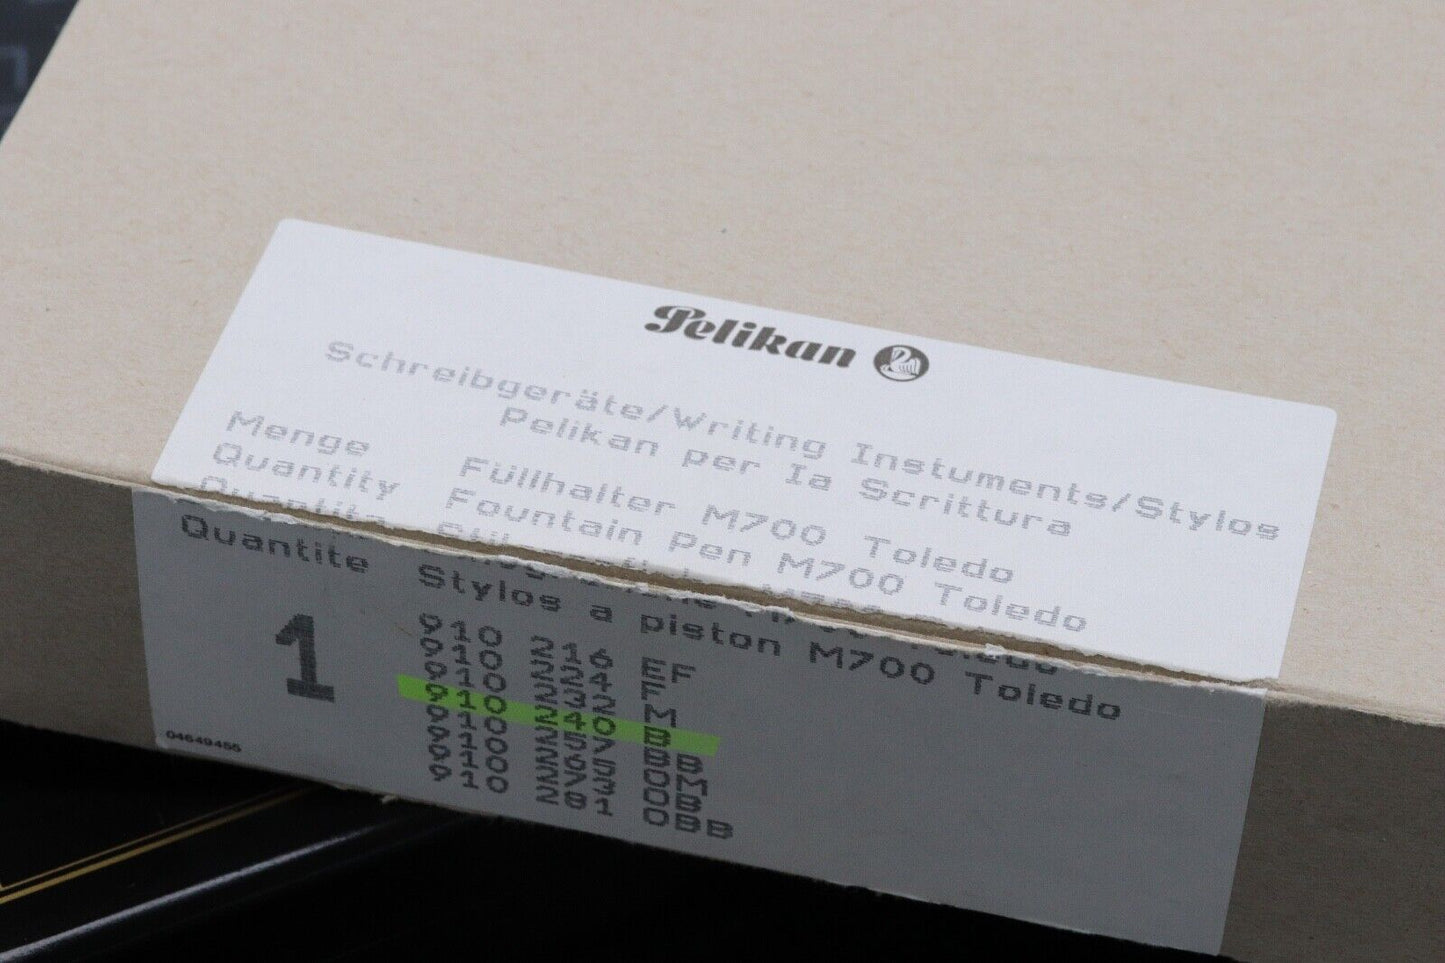 Pelikan
Schreibgeräte/Writing Instuments/Stylos
Pelikan per la Scrittura
Menge Füllhalter M700 Toledo
Quantity Fountain Pen M700 Toledo
Quantita Toledo
Quantite Stylos a piston M700 Toledo
1
910 216 EF
910 224 F
910 232 M
910 240 B
910 257 BB
910 265 OM
910 273 OB
910 281 OBB
04649455